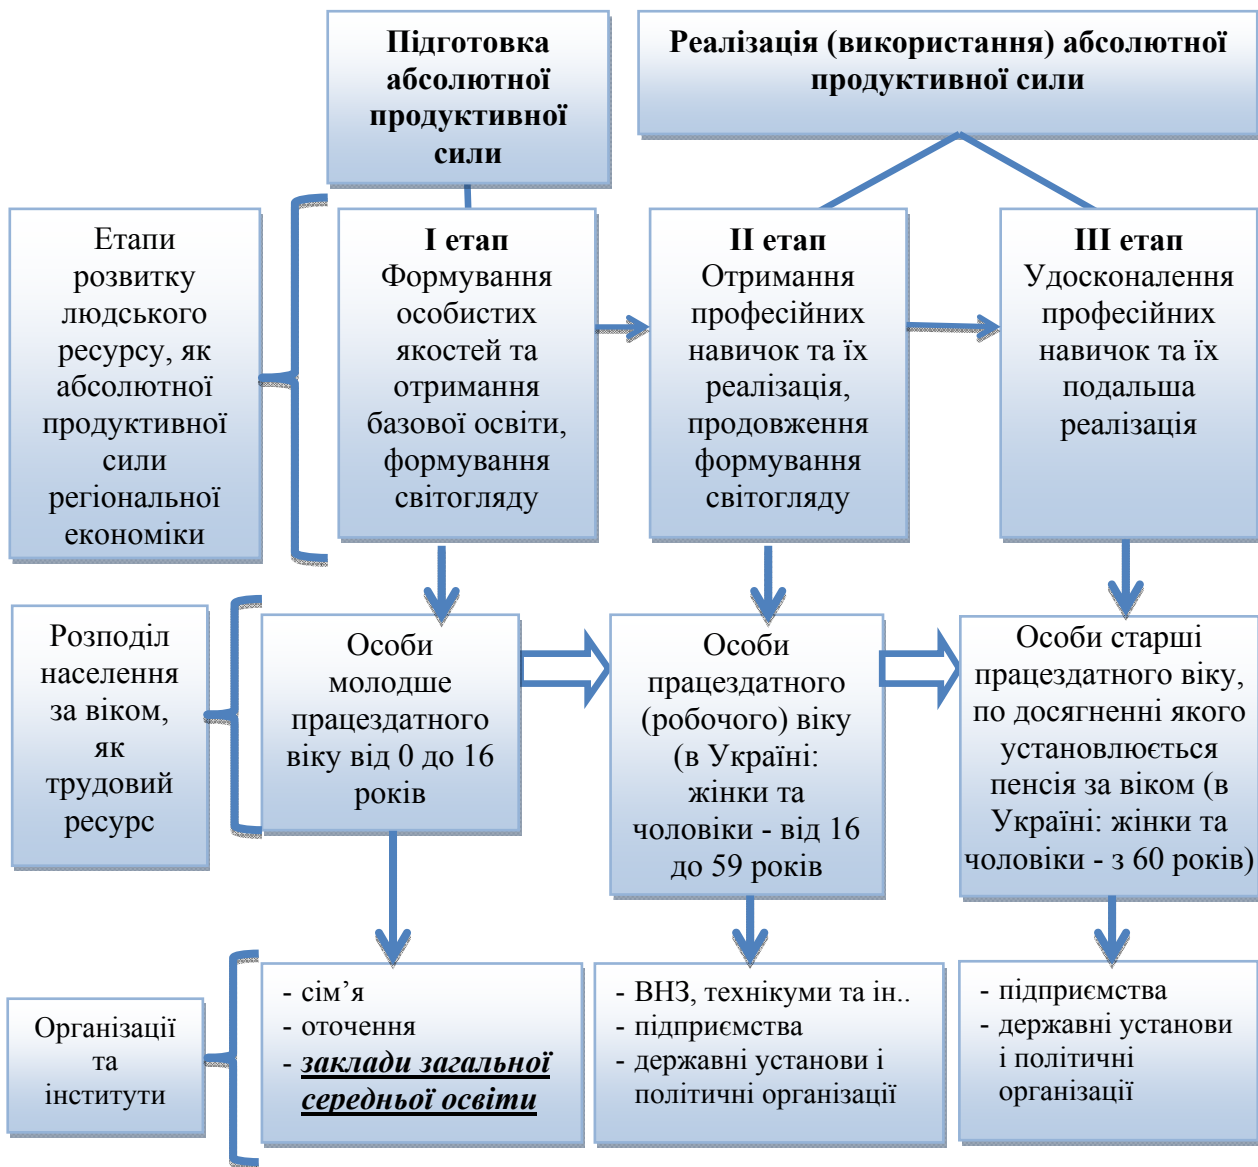 Підготовка
абсолютної
продуктивної
сили
Реалізація (використання) абсолютної
продуктивної сили
Етапи
розвитку
людського
ресурсу, як
абсолютної
продуктивної
сили
регіональної
економіки
І етап
Формування
особистих
якостей та
отримання
базової освіти,
формування
світогляду
ІІ етап
Отримання
професійних
навичок та їх
реалізація,
продовження
формування
світогляду
ІІІ етап
Удосконалення
професійних
навичок та їх
подальша
реалізація
Розподіл
населення
за віком,
як
трудовий
ресурс
Особи
молодше
працездатного
віку від 0 до 16
років
Особи
працездатного
(робочого) віку
(в Україні:
жінки та
чоловіки - від 16
до 59 років
Особи старші
працездатного віку,
по досягненні якого
установлюється
пенсія за віком (в
Україні: жінки та
чоловіки - з 60 років)
Організації
та
інститути
- сім’я
- оточення
- заклади загальної
середньої освіти
- ВНЗ, технікуми та ін..
- підприємства
- державні установи і
політичні організації
- підприємства
- державні установи
і політичні
організації